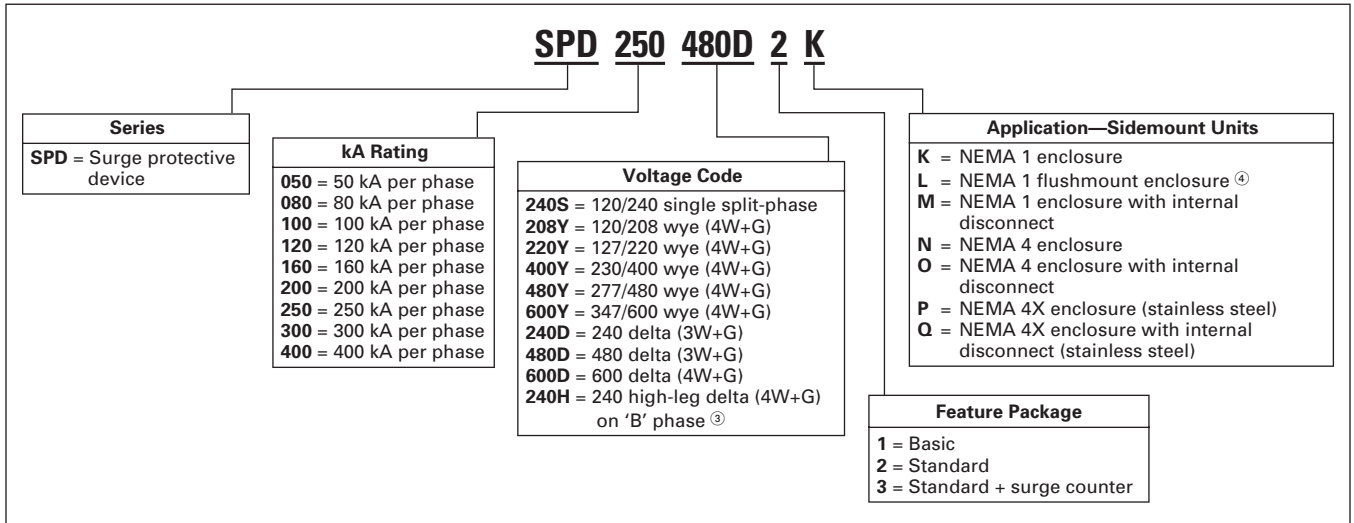 SPD 250 480D 2 K
Series
SPD = Surge protective
device
kA Rating
050 = 50 kA per phase
080 = 80 kA per phase
100 = 100 kA per phase
120 = 120 kA per phase
160 = 160 kA per phase
200 = 200 kA per phase
250 = 250 kA per phase
300 = 300 kA per phase
400 = 400 kA per phase
Voltage Code
240S = 120/240 single split-phase
208Y = 120/208 wye (4W+G)
220Y = 127/220 wye (4W+G)
400Y = 230/400 wye (4W+G)
480Y = 277/480 wye (4W+G)
600Y = 347/600 wye (4W+G)
240D = 240 delta (3W+G)
480D = 480 delta (3W+G)
600D = 600 delta (4W+G)
240H = 240 high-leg delta (4W+G)
on ‘B’ phase ③
Application—Sidemount Units
K = NEMA 1 enclosure
L = NEMA 1 flushmount enclosure ④
M = NEMA 1 enclosure with internal
disconnect
N = NEMA 4 enclosure
O = NEMA 4 enclosure with internal
disconnect
P = NEMA 4X enclosure (stainless steel)
Q = NEMA 4X enclosure with internal
disconnect (stainless steel)
Feature Package
1 = Basic
2 = Standard
3 = Standard + surge counter